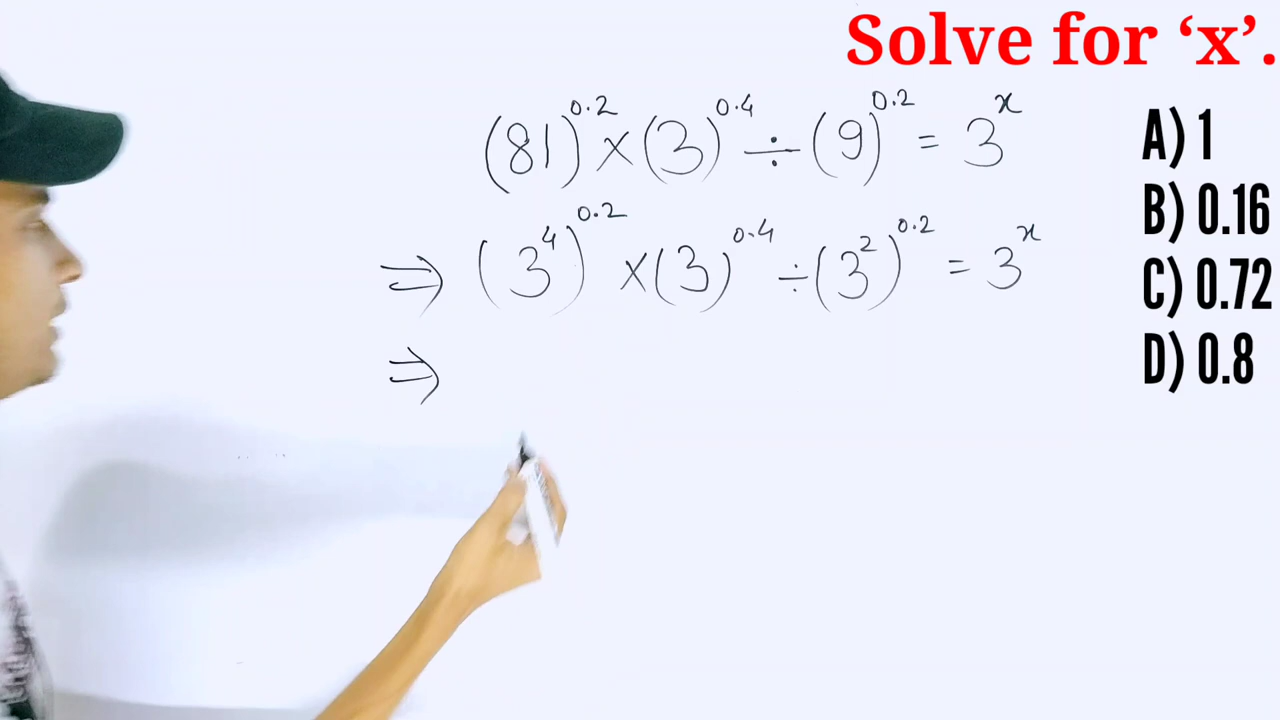 Solve for ‘x’.
(81)^0.2 × (3)^0.4 ÷ (9)^0.2 = 3^x
⇒ (3^4)^0.2 × (3)^0.4 ÷ (3^2)^0.2 = 3^x
⇒
A) 1
B) 0.16
C) 0.72
D) 0.8